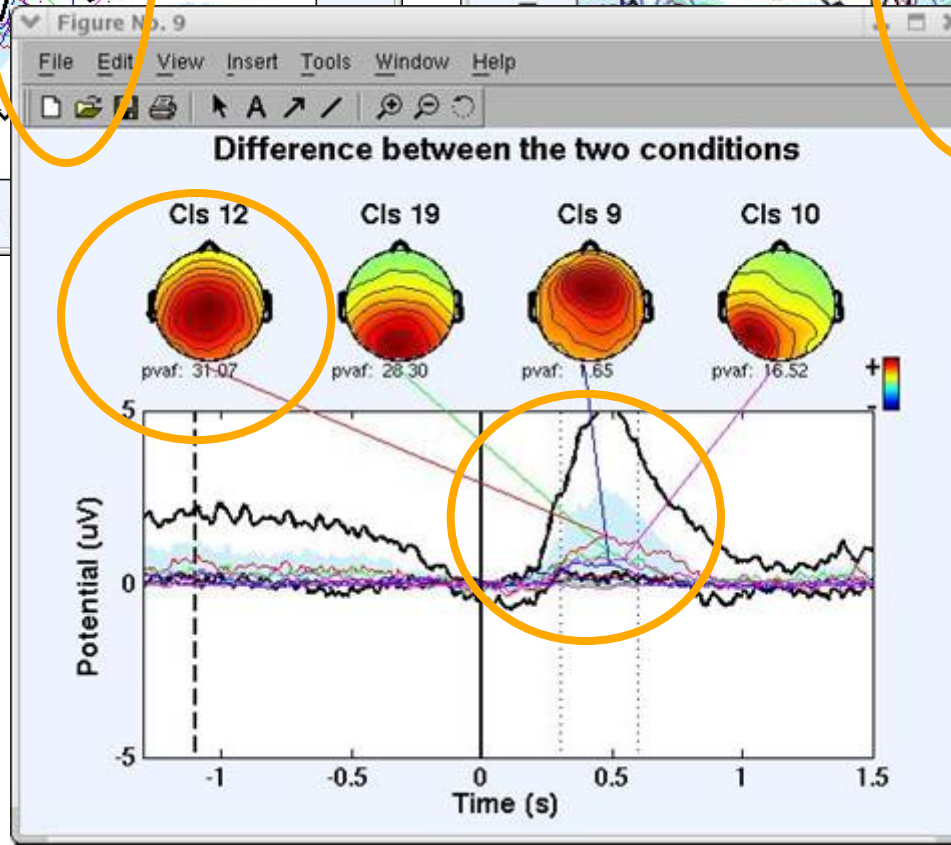 Figure No. 9
File Edit View Insert Tools Window Help
Difference between the two conditions
Cls 12 Cls 19 Cls 9 Cls 10
pvaf: 31.07 pvaf: 28.30 pvaf: .65 pvaf: 16.52
+
-
5
0
-5
Potential (uV)
-1 -0.5 0 0.5 1 1.5
Time (s)